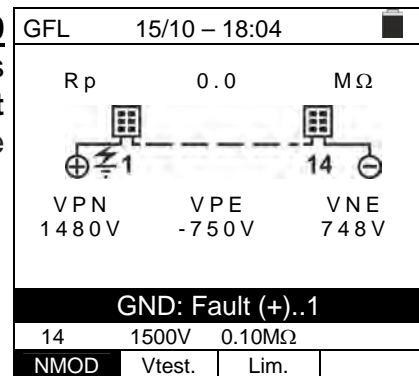 GFL 15/10 – 18:04
Rp 0.0 MΩ
1 14
VPN VPE VNE
1480V -750V 748V
GND: Fault (+)..1
14 1500V 0.10MΩ
NMOD Vtest. Lim.